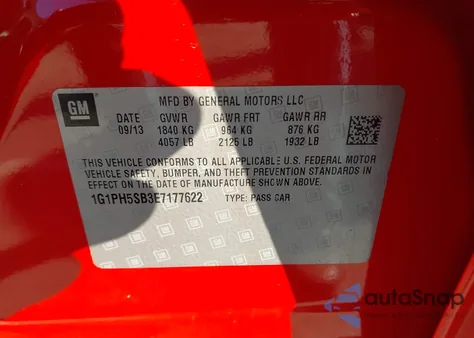 GM
MFD BY GENERAL MOTORS LLC
DATE GVWR GAWR FRT GAWR RR
09/13 1840 KG 964 KG 876 KG
4057 LB 2125 LB 1932 LB
THIS VEHICLE CONFORMS TO ALL APPLICABLE U.S. FEDERAL MOTOR
VEHICLE SAFETY, BUMPER, AND THEFT PREVENTION STANDARDS IN
EFFECT ON THE DATE OF MANUFACTURE SHOWN ABOVE.
1G1PH5SB3E7177622 TYPE: PASS CAR
autoSnap